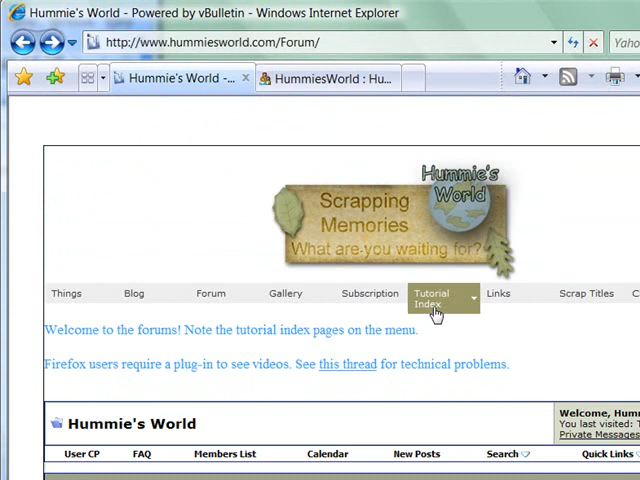 Hummie's World - Powered by vBulletin - Windows Internet Explorer
http://www.hummiesworld.com/Forum/
Yahoo
Hummie's World -... x HummiesWorld : Hu...
Hummie's World
Scrapping Memories
What are you waiting for?
Things Blog Forum Gallery Subscription Tutorial Index Links Scrap Titles C
Welcome to the forums! Note the tutorial index pages on the menu.
Firefox users require a plug-in to see videos. See this thread for technical problems.
Hummie's World
Welcome, Humm
You last visited: T
Private Messages
User CP FAQ Members List Calendar New Posts Search Quick Links